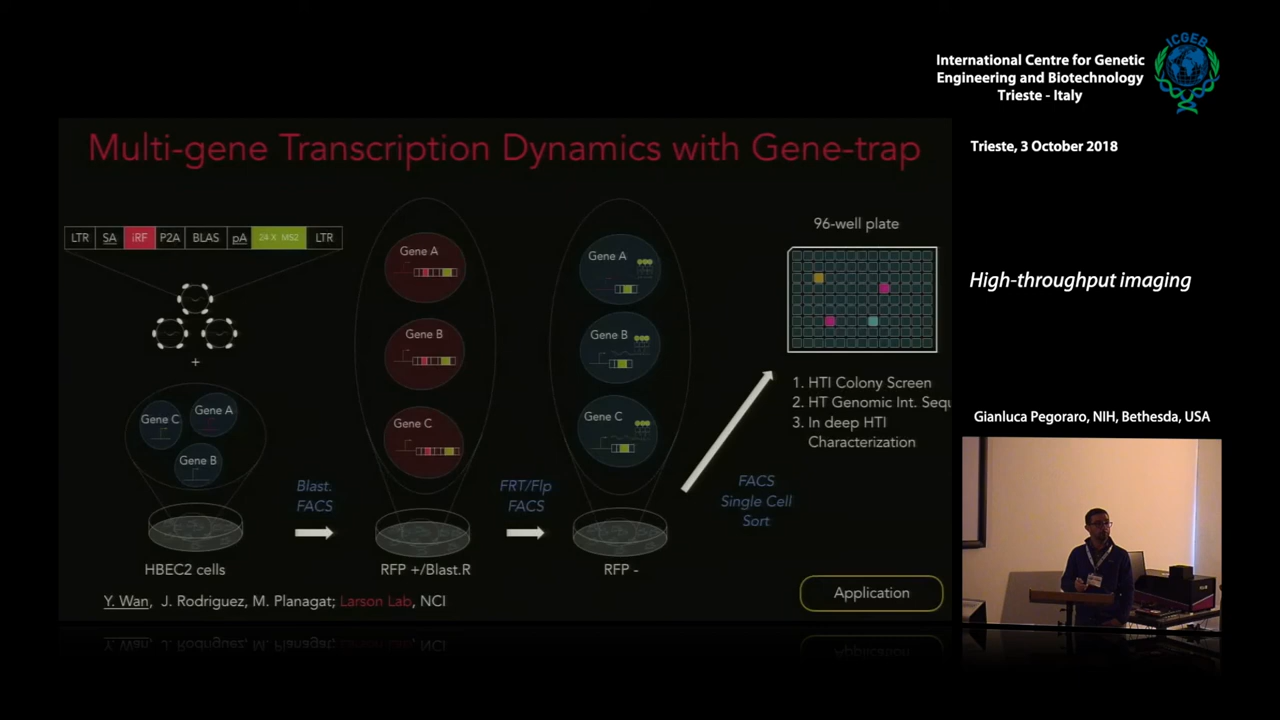 ICGEB
International Centre for Genetic
Engineering and Biotechnology
Trieste - Italy
Trieste, 3 October 2018
High-throughput imaging
Gianluca Pegoraro, NIH, Bethesda, USA
Multi-gene Transcription Dynamics with Gene-trap
LTR SA iRF P2A BLAS pA 24 X MS2 LTR
+
Gene C
Gene A
Gene B
HBEC2 cells
Blast.
FACS
Gene A
Gene B
Gene C
RFP +/Blast.R
FRT/Flp
FACS
Gene A
Gene B
Gene C
RFP -
FACS
Single Cell
Sort
96-well plate
1. HTI Colony Screen
2. HT Genomic Int. Sequ
3. In deep HTI
Characterization
Application
Y. Wan, J. Rodriguez, M. Planagat; Larson Lab, NCI